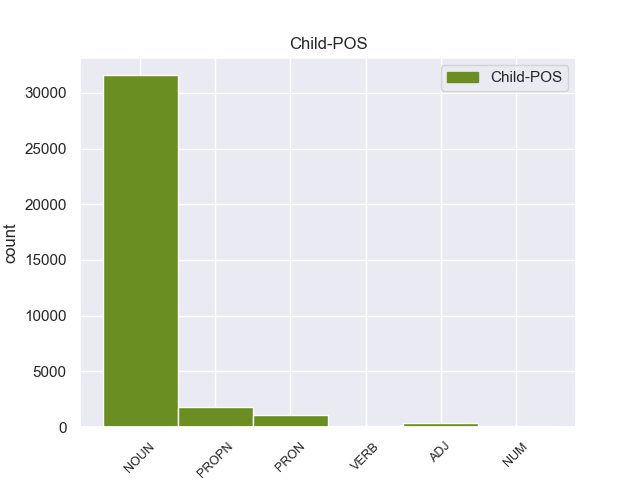 Child-POS
Child-POS
30000
25000
20000
15000
10000
5000
0
count
NOUN
PROPN
PRON
VERB
ADJ
NUM